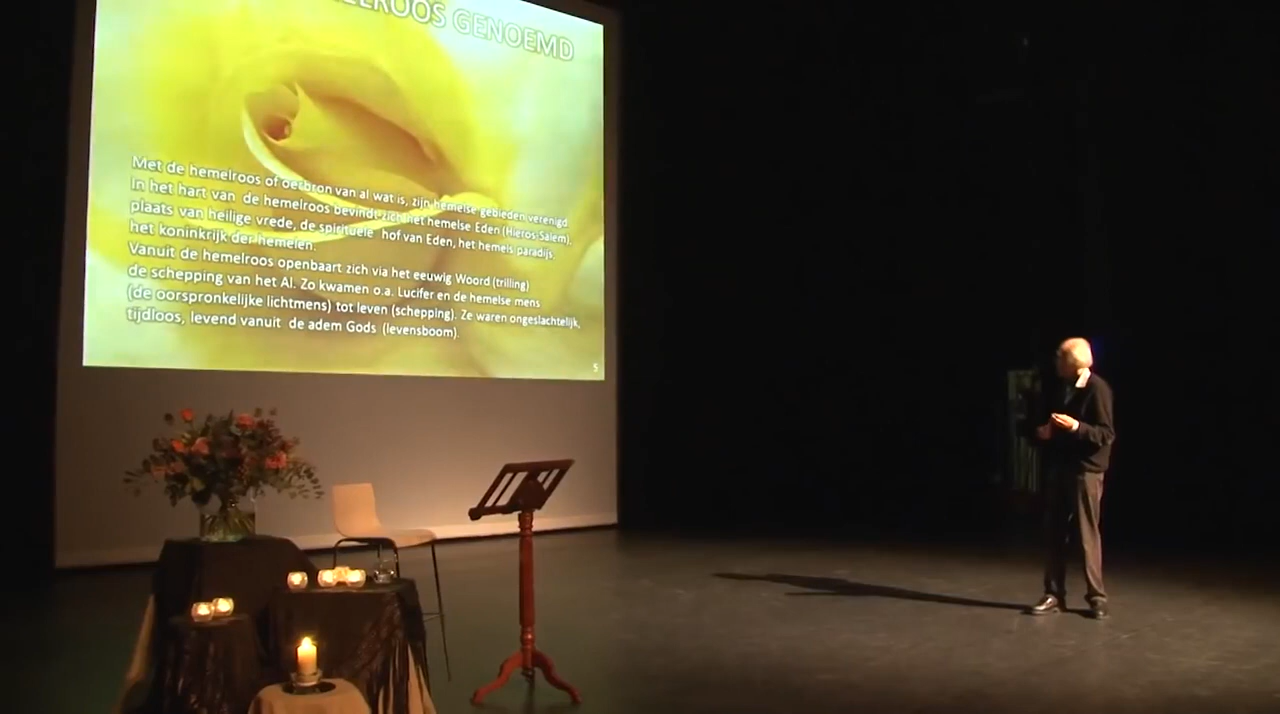 GENOEMD
Met de hemelroos of oerbron van al wat is, zijn hemelse gebieden verenigd.
In het hart van de hemelroos bevindt zich het hemelse Eden (Hieros Salem),
plaats van heilige vrede, de spirituele hof van Eden, het hemels paradijs,
het koninkrijk der hemelen.
Vanuit de hemelroos openbaart zich via het eeuwig Woord (trilling)
de schepping van het Al. Zo kwamen o.a. Lucifer en de hemelse mens
(de oorspronkelijke lichtmens) tot leven (schepping). Ze waren ongeslachtelijk,
tijdloos, levend vanuit de adem Gods (levensboom).
5